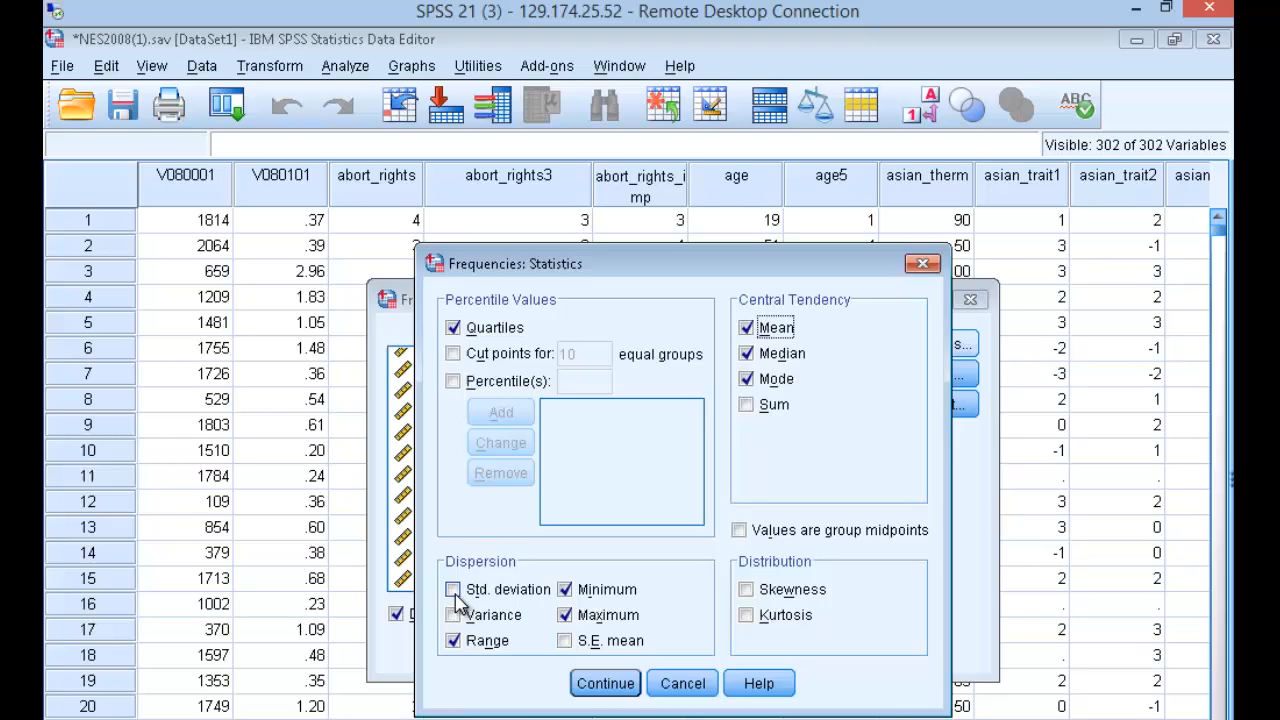 SPSS 21 (3) - 129.174.25.52 - Remote Desktop Connection
*NES2008(1).sav [DataSet1] - IBM SPSS Statistics Data Editor
File Edit View Data Transform Analyze Graphs Utilities Add-ons Window Help
Visible: 302 of 302 Variables
V080001 V080101 abort_rights abort_rights3 abort_rights_imp age age5 asian_therm asian_trait1 asian_trait2 asian
1 1814 .37 4 3 3 19 1 90 1 2
2 2064 .39 50 3 -1
3 659 2.96 00 3 3
4 1209 1.83 2 2
5 1481 1.05 3 3
6 1755 1.48 -2 -1
7 1726 .36 -3 -2
8 529 .54 2 1
9 1803 .61 0 2
10 1510 .20 -1 1
11 1784 .24 . .
12 109 .36 3 2
13 854 .60 3 0
14 379 .38 -1 0
15 1713 .68 2 2
16 1002 .23 . .
17 370 1.09 2 3
18 1597 .48 . 3
19 1353 .35 2 2
20 1749 1.20 50 0 -1
Fr
s...
...
t...
Frequencies: Statistics
Percentile Values
Quartiles
Cut points for: 10 equal groups
Percentile(s):
Add
Change
Remove
Central Tendency
Mean
Median
Mode
Sum
Values are group midpoints
Dispersion
Std. deviation Minimum
Variance Maximum
Range S.E. mean
Distribution
Skewness
Kurtosis
Continue Cancel Help